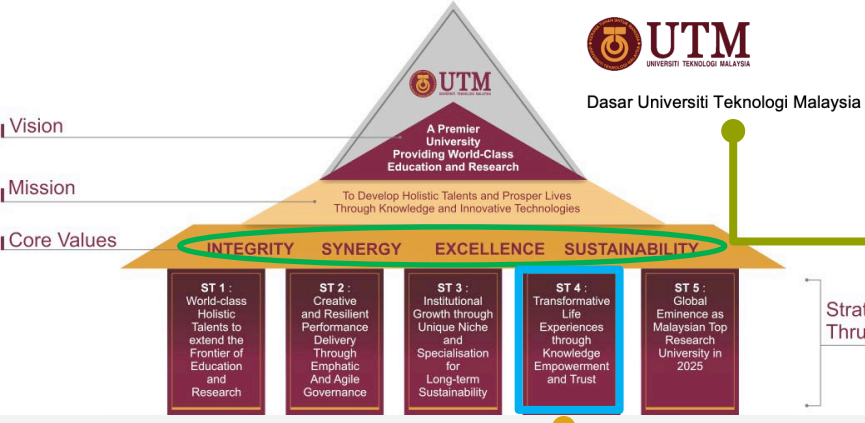 UTM
UNIVERSITI TEKNOLOGI MALAYSIA
Dasar Universiti Teknologi Malaysia
UTM
UNIVERSITI TEKNOLOGI MALAYSIA
Vision
A Premier
University
Providing World-Class
Education and Research
Mission
To Develop Holistic Talents and Prosper Lives
Through Knowledge and Innovative Technologies
Core Values
INTEGRITY SYNERGY EXCELLENCE SUSTAINABILITY
ST 1 :
World-class
Holistic
Talents to
extend the
Frontier of
Education
and
Research
ST 2 :
Creative
and Resilient
Performance
Delivery
Through
Emphatic
And Agile
Governance
ST 3 :
Institutional
Growth through
Unique Niche
and
Specialisation
for
Long-term
Sustainability
ST 4 :
Transformative
Life
Experiences
through
Knowledge
Empowerment
and Trust
ST 5 :
Global
Eminence as
Malaysian Top
Research
University in
2025
Strat
Thru